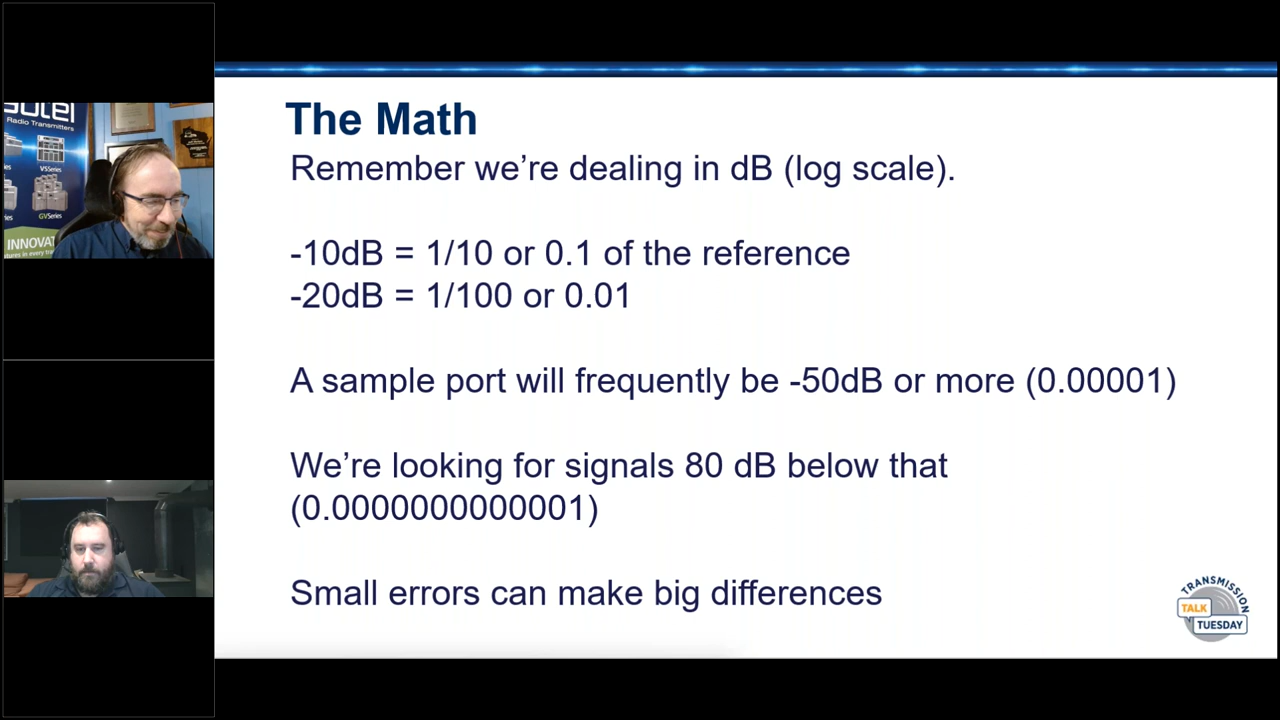 The Math
Remember we're dealing in dB (log scale).
-10dB = 1/10 or 0.1 of the reference
-20dB = 1/100 or 0.01
A sample port will frequently be -50dB or more (0.00001)
We're looking for signals 80 dB below that
(0.0000000000001)
Small errors can make big differences
TRANSMISSION
TALK
TUESDAY
Radio Transmitters
VSSeries
GVSeries
INNOVAT